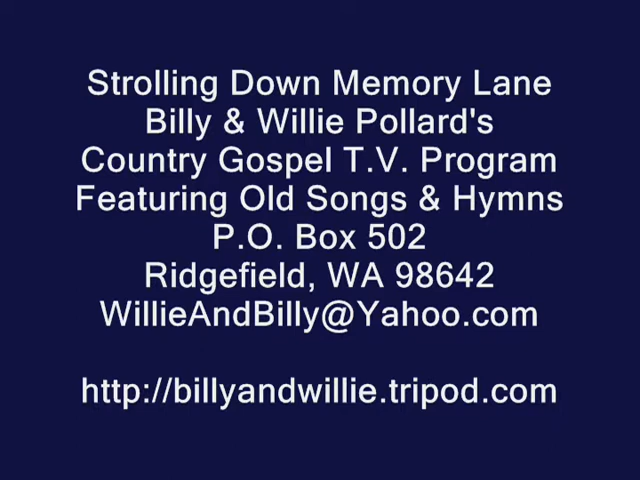 Strolling Down Memory Lane
Billy & Willie Pollard's
Country Gospel T.V. Program
Featuring Old Songs & Hymns
P.O. Box 502
Ridgefield, WA 98642
WillieAndBilly@Yahoo.com
http://billyandwillie.tripod.com